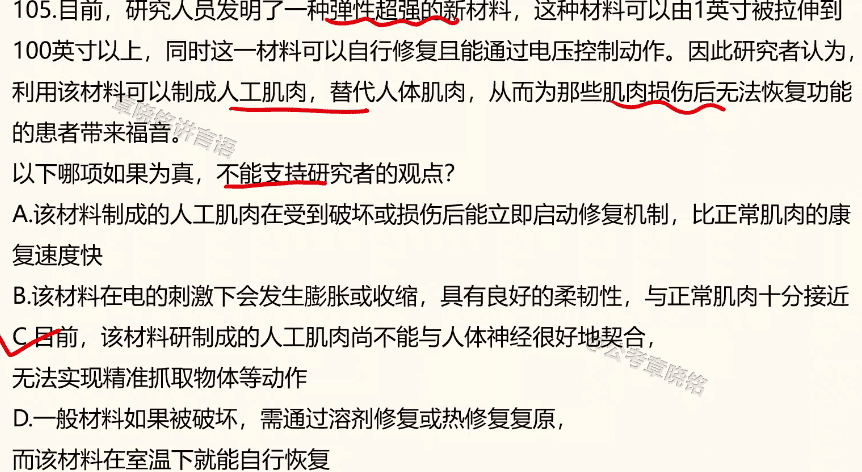 105.目前，研究人员发明了一种弹性超强的新材料，这种材料可以由1英寸被拉伸到
100英寸以上，同时这一材料可以自行修复且能通过电压控制动作。因此研究者认为，
利用该材料可以制成人工肌肉，替代人体肌肉，从而为那些肌肉损伤后无法恢复功能
的患者带来福音。
章晓铭讲言语
以下哪项如果为真，不能支持研究者的观点？
A.该材料制成的人工肌肉在受到破坏或损伤后能立即启动修复机制，比正常肌肉的康
复速度快
B.该材料在电的刺激下会发生膨胀或收缩，具有良好的柔韧性，与正常肌肉十分接近
C.目前，该材料研制成的人工肌肉尚不能与人体神经很好地契合，
公考章晓铭
无法实现精准抓取物体等动作
D.一般材料如果被破坏，需通过溶剂修复或热修复复原，
而该材料在室温下就能自行恢复